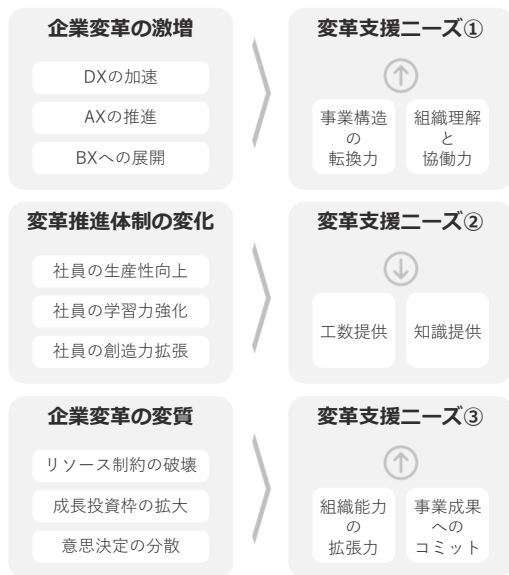 企業変革の激増
DXの加速
AXの推進
BXへの展開
変革支援ニーズ①
事業構造
の
転換力
組織理解
と
協働力
変革推進体制の変化
社員の生産性向上
社員の学習力強化
社員の創造力拡張
変革支援ニーズ②
工数提供
知識提供
企業変革の変質
リソース制約の破壊
成長投資枠の拡大
意思決定の分散
変革支援ニーズ③
組織能力
の
拡張力
事業成果
への
コミット